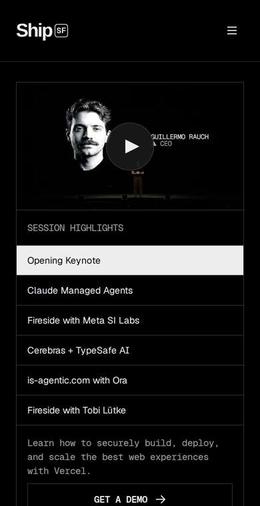 Ship SF
GUILLERMO RAUCH
CEO
SESSION HIGHLIGHTS
Opening Keynote
Claude Managed Agents
Fireside with Meta SI Labs
Cerebras + TypeSafe AI
is-agentic.com with Ora
Fireside with Tobi Lütke
Learn how to securely build, deploy,
and scale the best web experiences
with Vercel.
GET A DEMO →